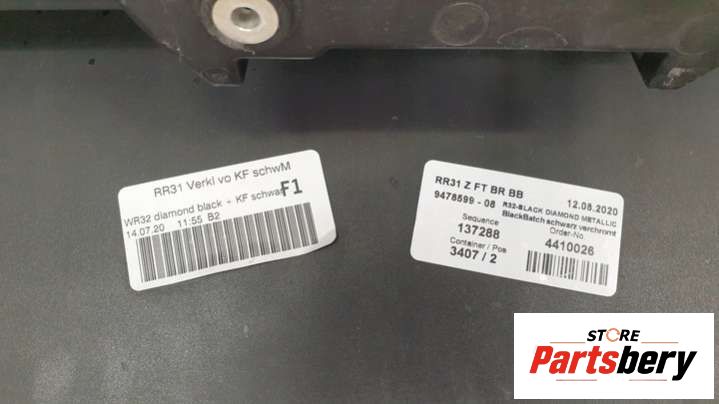 RR31 Verkl vo KF schwM
WR32 diamond black - KF schwar
F1
14.07.20 11:55 B2
RR31 Z FT BR BB
12.08.2020
9478599 - 08
R32-BLACK DIAMOND METALLIC
BlackBatch schwarz verchromt
Sequence
Order-No
137288
4410026
Container / Pos
3407 / 2
STORE
Partsbery